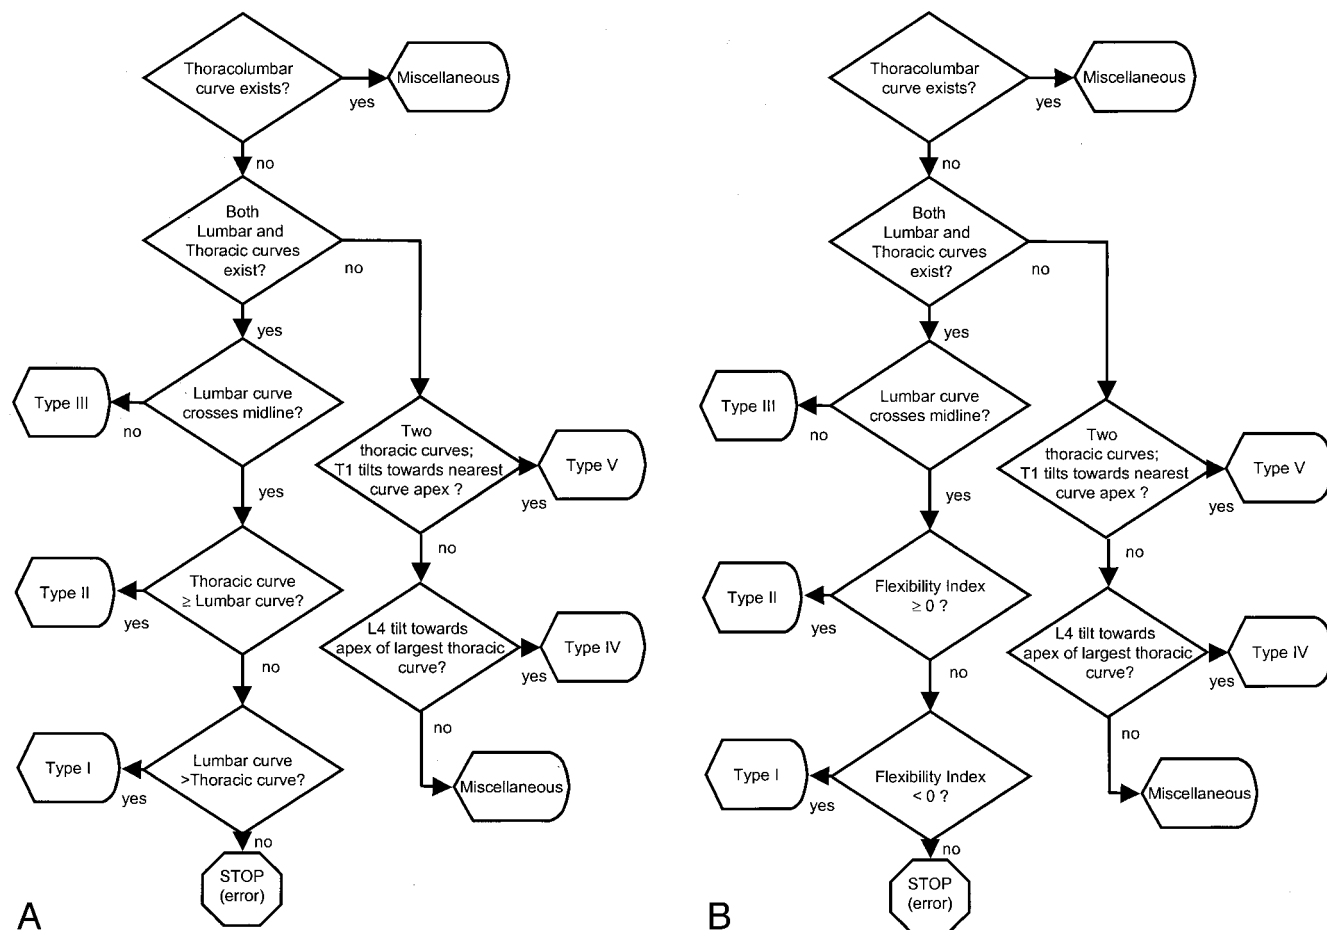 Thoracolumbar
curve exists?
Miscellaneous
yes
no
Both
Lumbar and
Thoracic curves
exist?
no
yes
Lumbar curve
crosses midline?
Type III
no
yes
Two
thoracic curves;
T1 tilts towards nearest
curve apex ?
Type V
yes
no
Thoracic curve
≥ Lumbar curve?
Type II
yes
no
L4 tilt towards
apex of largest thoracic
curve?
Type IV
yes
no
Miscellaneous
Lumbar curve
>Thoracic curve?
Type I
yes
no
STOP
(error)
A
Thoracolumbar
curve exists?
Miscellaneous
yes
no
Both
Lumbar and
Thoracic curves
exist?
no
yes
Lumbar curve
crosses midline?
Type III
no
yes
Two
thoracic curves;
T1 tilts towards nearest
curve apex ?
Type V
yes
no
Flexibility Index
≥ 0 ?
Type II
yes
no
L4 tilt towards
apex of largest thoracic
curve?
Type IV
yes
no
Miscellaneous
Flexibility Index
< 0 ?
Type I
yes
no
STOP
(error)
B